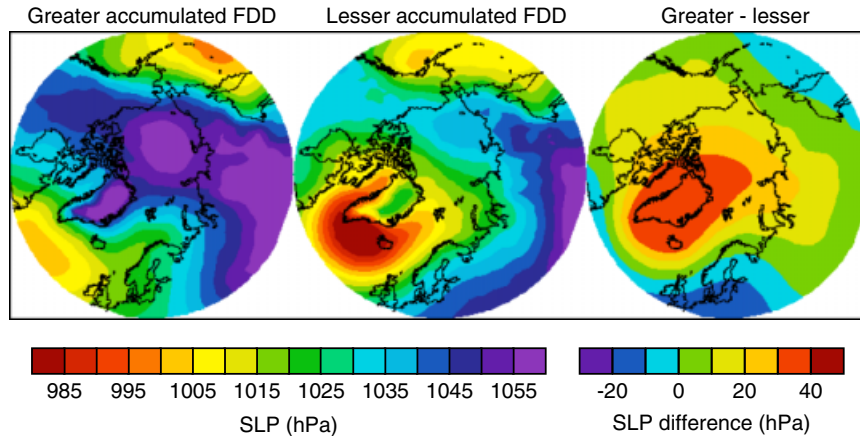 Greater accumulated FDD Lesser accumulated FDD Greater - lesser
985 995 1005 1015 1025 1035 1045 1055 -20 0 20 40
SLP (hPa) SLP difference (hPa)